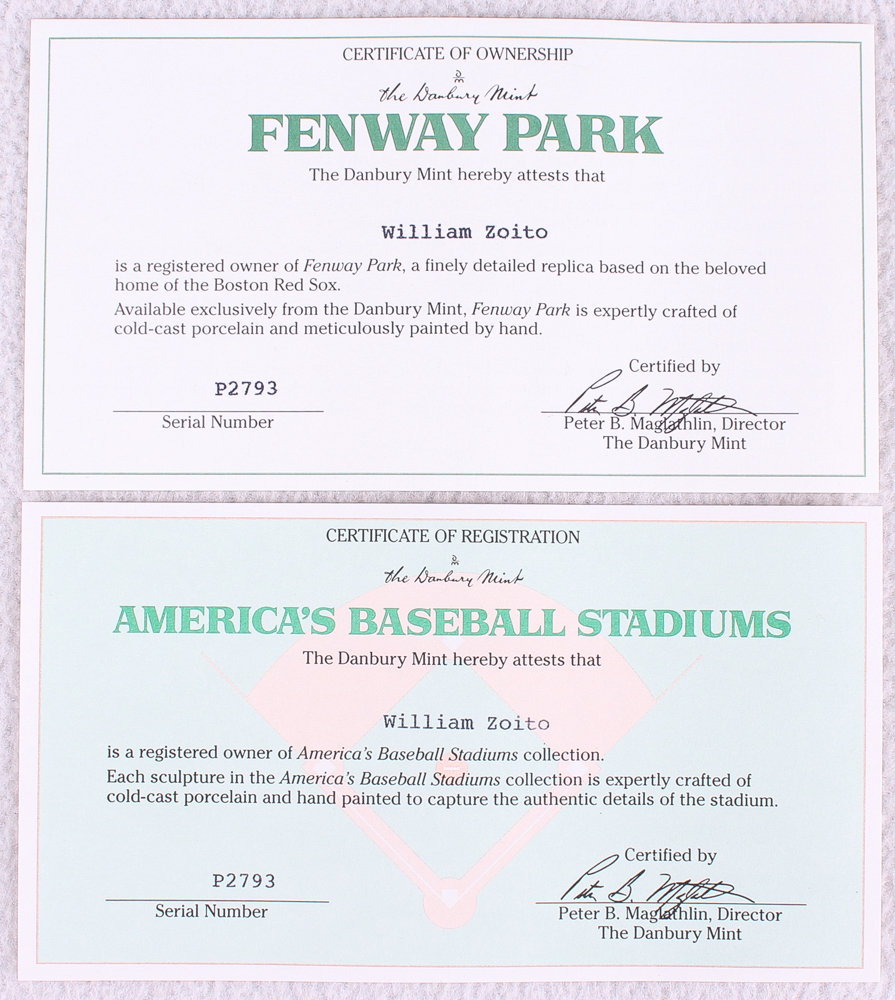 CERTIFICATE OF OWNERSHIP
the Danbury Mint
FENWAY PARK
The Danbury Mint hereby attests that
William Zoito
is a registered owner of Fenway Park, a finely detailed replica based on the beloved
home of the Boston Red Sox.
Available exclusively from the Danbury Mint, Fenway Park is expertly crafted of
cold-cast porcelain and meticulously painted by hand.
P2793
Serial Number
Certified by
Peter B. Maglathlin, Director
The Danbury Mint
CERTIFICATE OF REGISTRATION
the Danbury Mint
AMERICA'S BASEBALL STADIUMS
The Danbury Mint hereby attests that
William Zoito
is a registered owner of America's Baseball Stadiums collection.
Each sculpture in the America's Baseball Stadiums collection is expertly crafted of
cold-cast porcelain and hand painted to capture the authentic details of the stadium.
P2793
Serial Number
Certified by
Peter B. Maglathlin, Director
The Danbury Mint